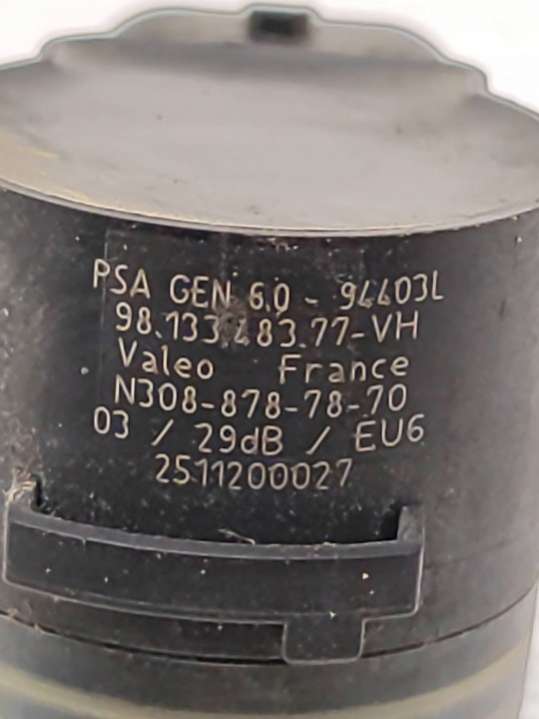 PSA GEN 6.0 - 94403L
98.133.483.77-VH
Valeo France
N308-878-78-70
03 / 29dB / EU6
2511200027